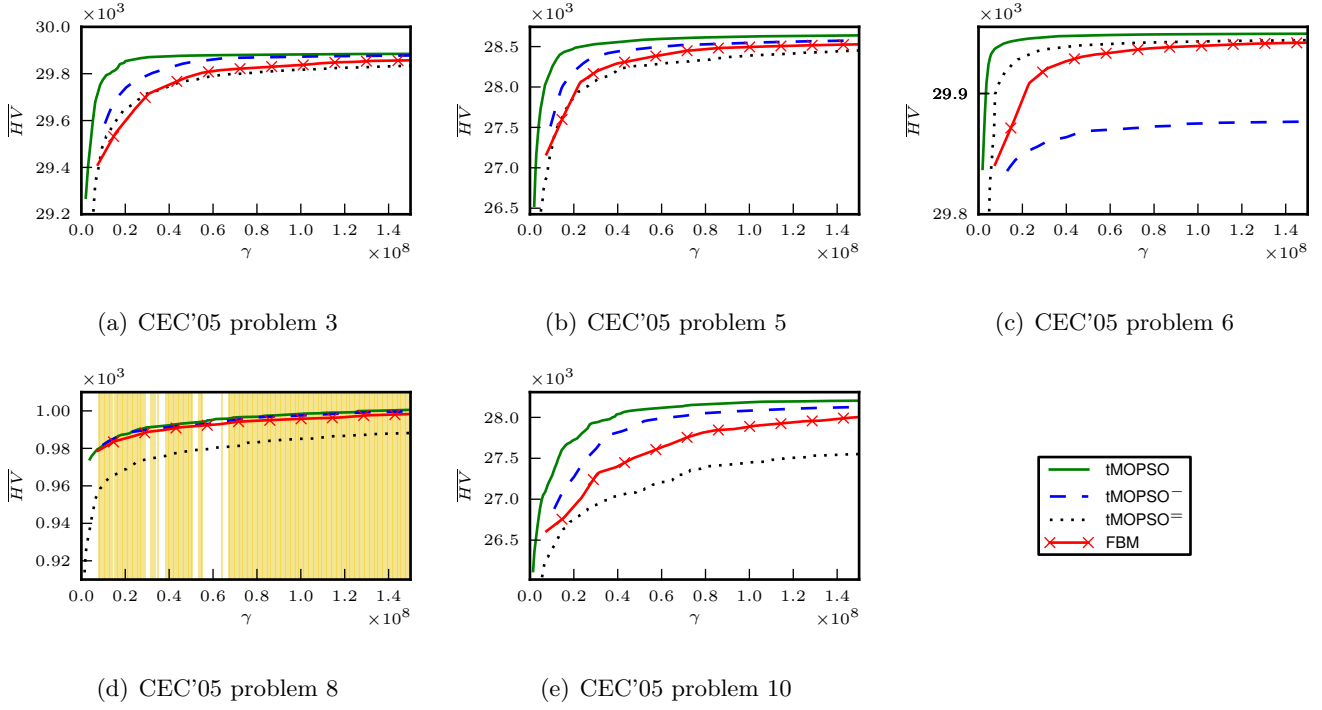 ×10³
30.0
29.8
29.6
29.4
29.2
HV
0.0 0.2 0.4 0.6 0.8 1.0 1.2 1.4
γ
×10⁸
(a) CEC'05 problem 3
×10³
28.5
28.0
27.5
27.0
26.5
HV
0.0 0.2 0.4 0.6 0.8 1.0 1.2 1.4
γ
×10⁸
(b) CEC'05 problem 5
×10³
29.9
29.8
HV
0.0 0.2 0.4 0.6 0.8 1.0 1.2 1.4
γ
×10⁸
(c) CEC'05 problem 6
×10³
1.00
0.98
0.96
0.94
0.92
HV
0.0 0.2 0.4 0.6 0.8 1.0 1.2 1.4
γ
×10⁸
(d) CEC'05 problem 8
×10³
28.0
27.5
27.0
26.5
HV
0.0 0.2 0.4 0.6 0.8 1.0 1.2 1.4
γ
×10⁸
(e) CEC'05 problem 10
tMOPSO
tMOPSO⁻
tMOPSO⁼
FBM